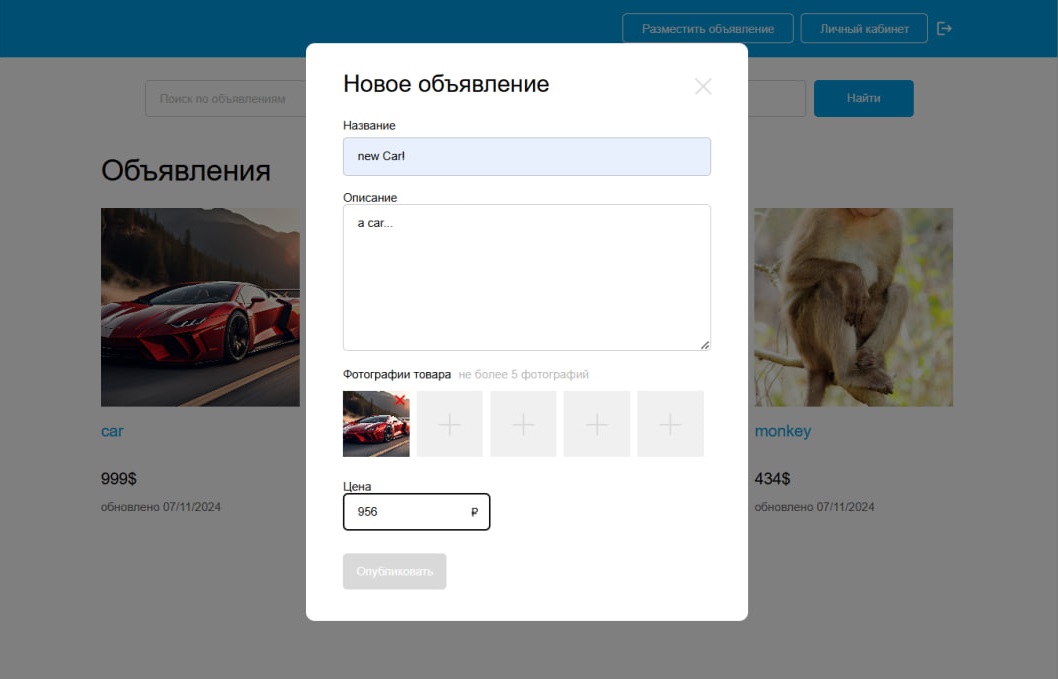 Разместить объявление
Личный кабинет
Поиск по объявлениям
Найти
Объявления
car
999$
обновлено 07/11/2024
monkey
434$
обновлено 07/11/2024
Новое объявление
Название
new Car!
Описание
a car...
Фотографии товара не более 5 фотографий
Цена
956 ₽
Опубликовать